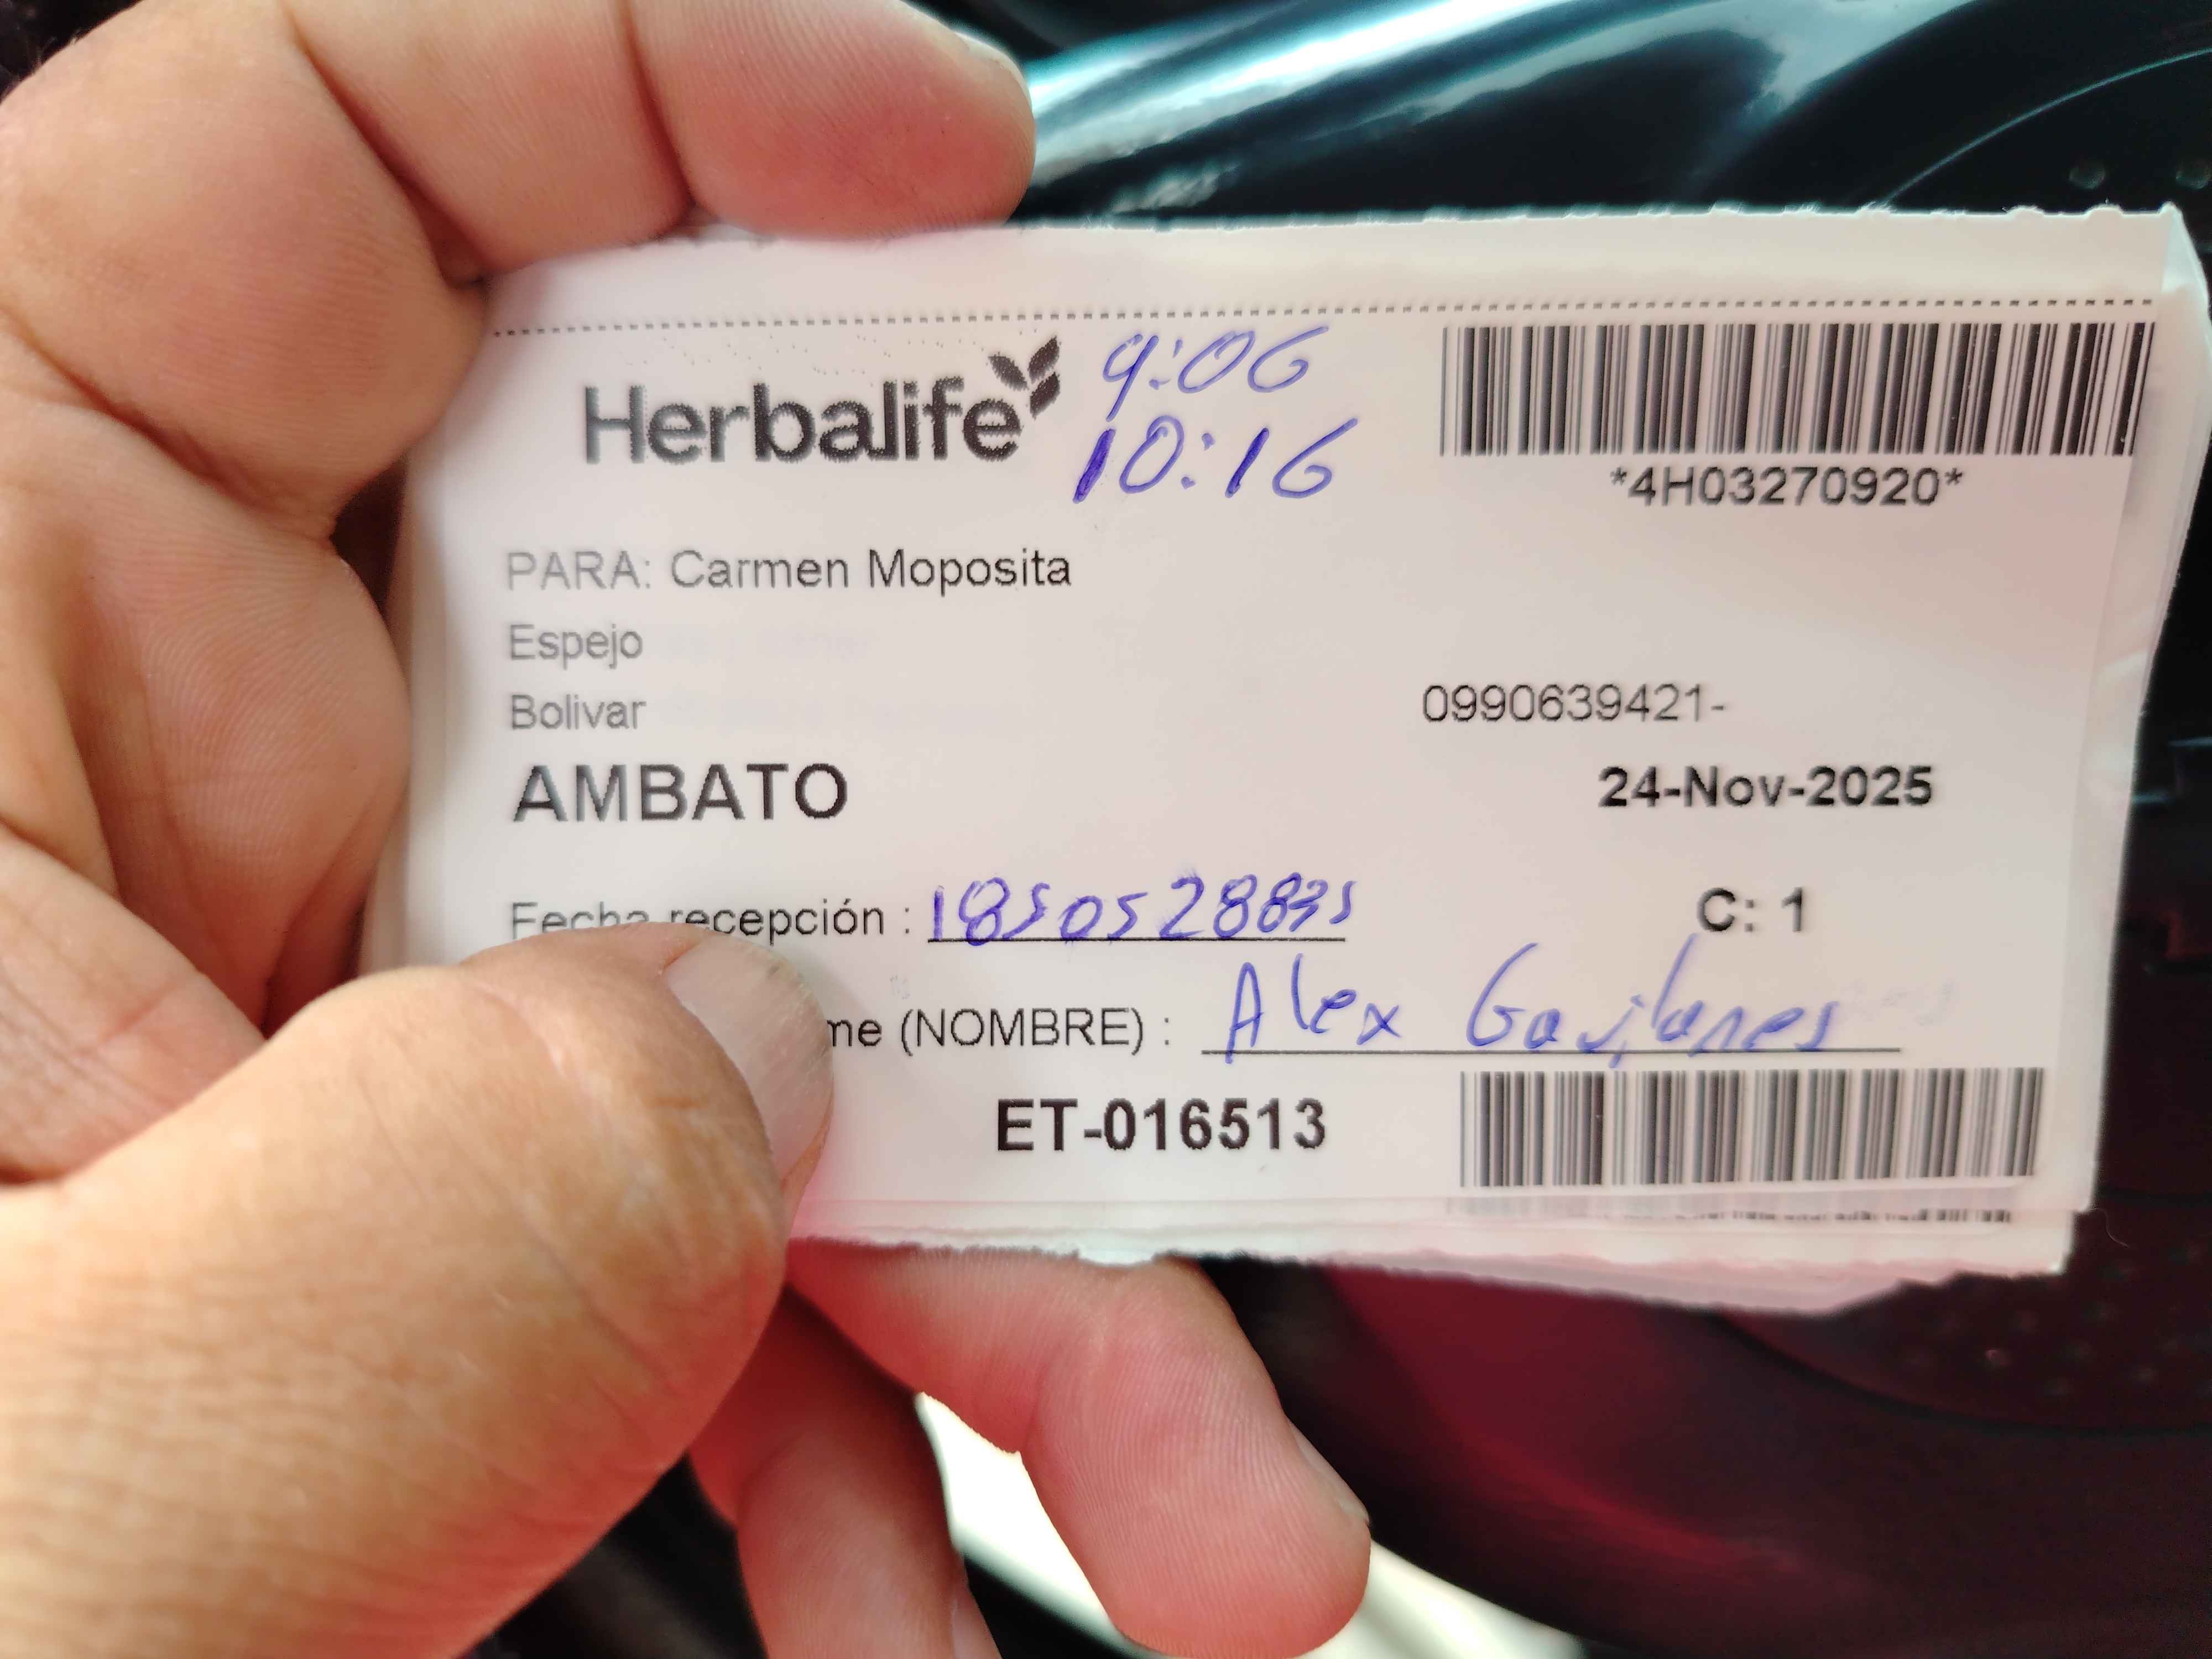 Herbalife
9:06
10:16
*4H03270920*
PARA: Carmen Moposita
Espejo
Bolivar
0990639421-
AMBATO
24-Nov-2025
Fecha recepción :
C: 1
me (NOMBRE) : Alex Gavilanes
ET-016513